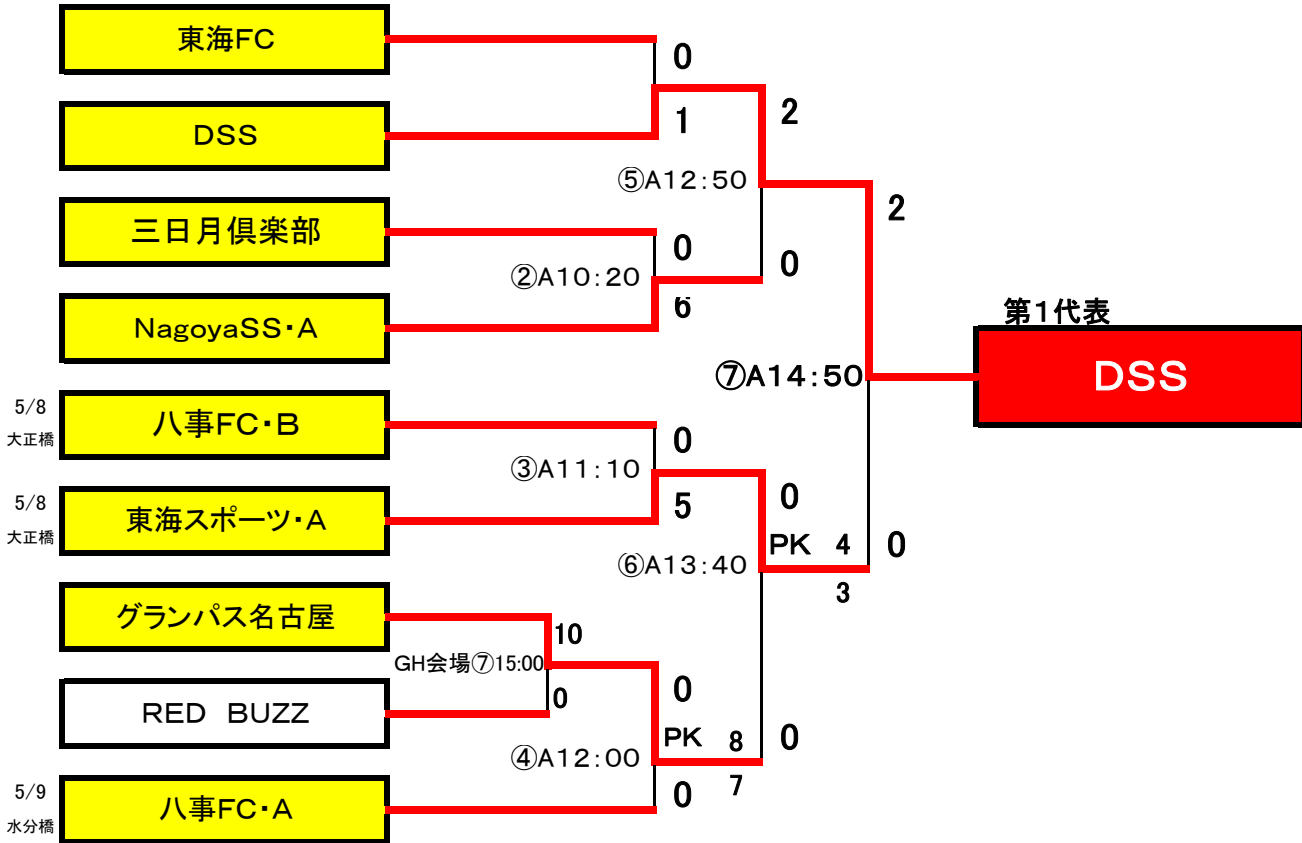 東海FC
0
DSS
1
2
⑤A12:50
三日月倶楽部
0
②A10:20
0
2
NagoyaSS・A
6
第1代表
DSS
⑦A14:50
5/8
大正橋
八事FC・B
0
③A11:10
0
5/8
大正橋
東海スポーツ・A
5
PK 4
0
⑥A13:40
3
グランパス名古屋
10
GH会場⑦15:00
0
RED BUZZ
0
PK 8
0
④A12:00
7
5/9
水分橋
八事FC・A
0